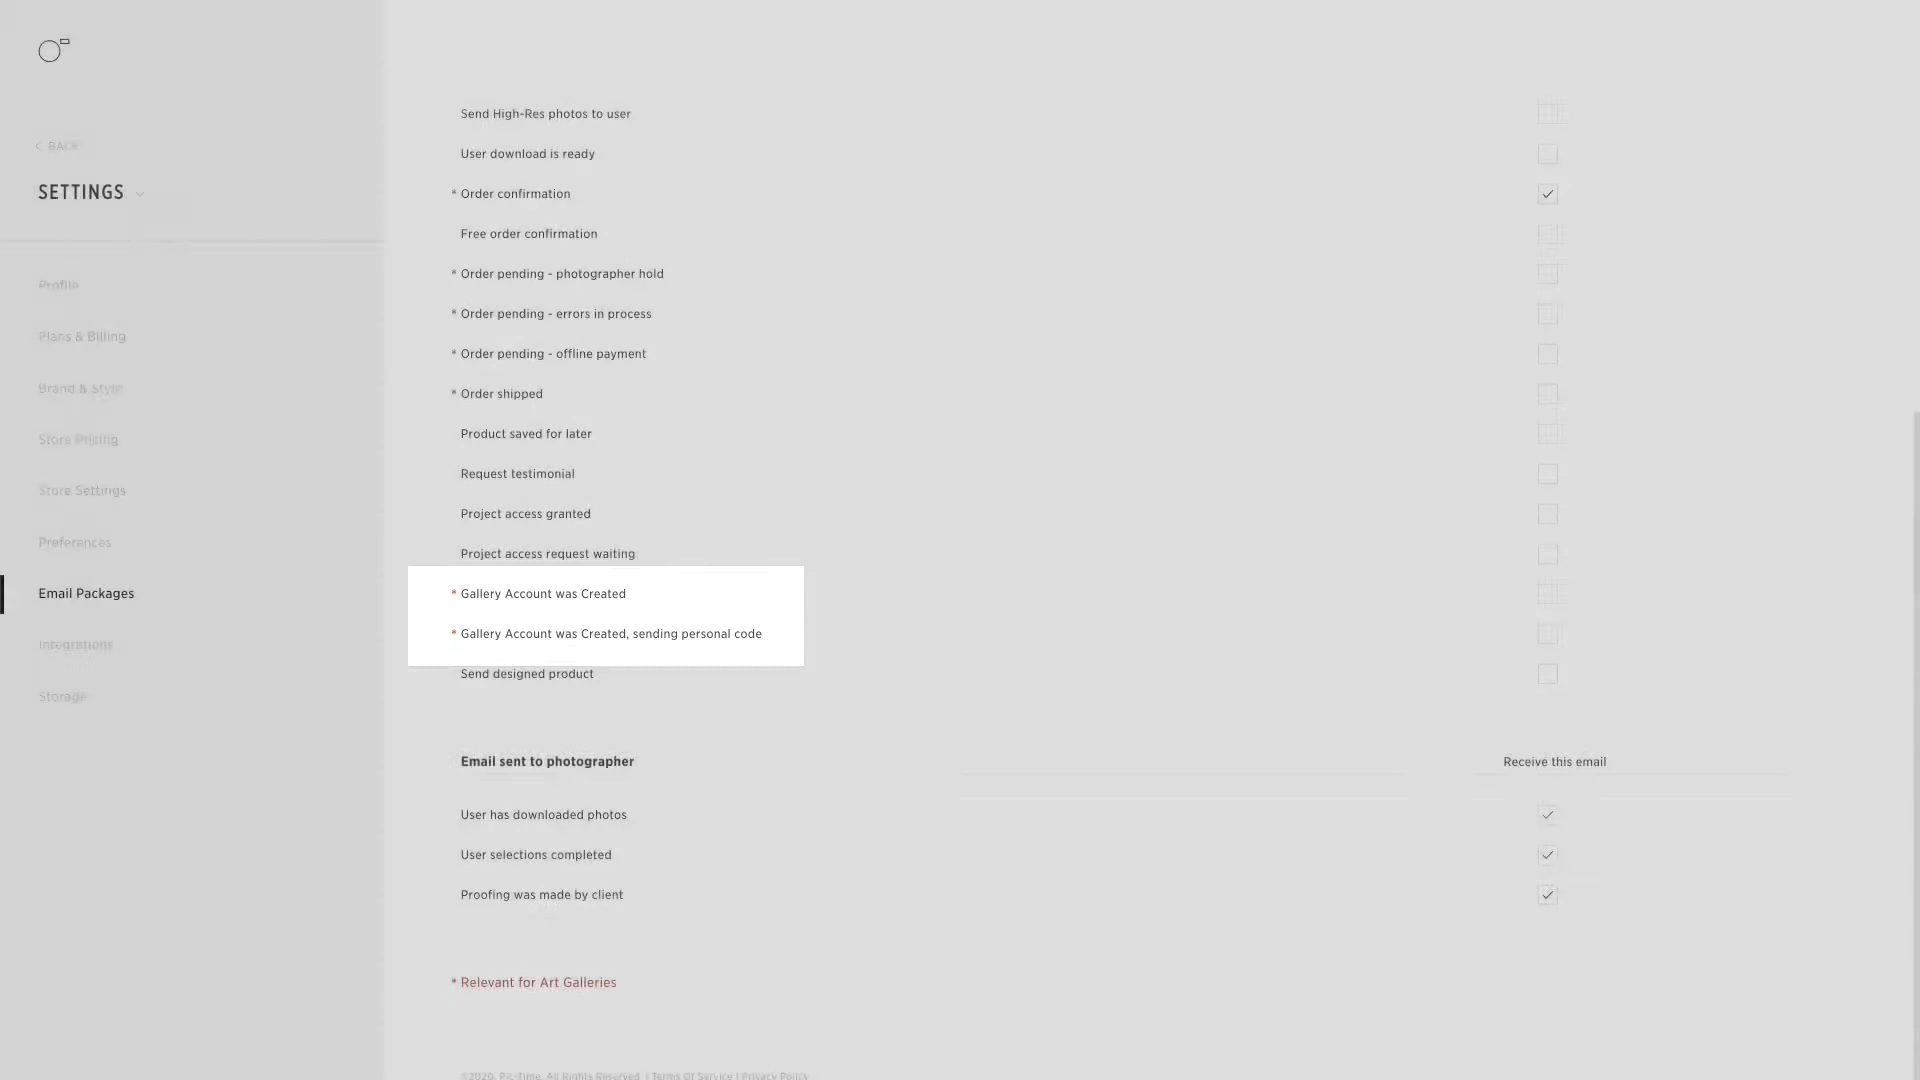 BACK
SETTINGS
Profile
Plans & Billing
Brand & Style
Store Pricing
Store Settings
Preferences
Email Packages
Integrations
Storage
Send High-Res photos to user
User download is ready
* Order confirmation
Free order confirmation
* Order pending - photographer hold
* Order pending - errors in process
* Order pending - offline payment
* Order shipped
Product saved for later
Request testimonial
Project access granted
Project access request waiting
* Gallery Account was Created
* Gallery Account was Created, sending personal code
Send designed product
Email sent to photographer
Receive this email
User has downloaded photos
User selections completed
Proofing was made by client
* Relevant for Art Galleries
©2020, Pic-Time. All Rights Reserved. | Terms Of Service | Privacy Policy